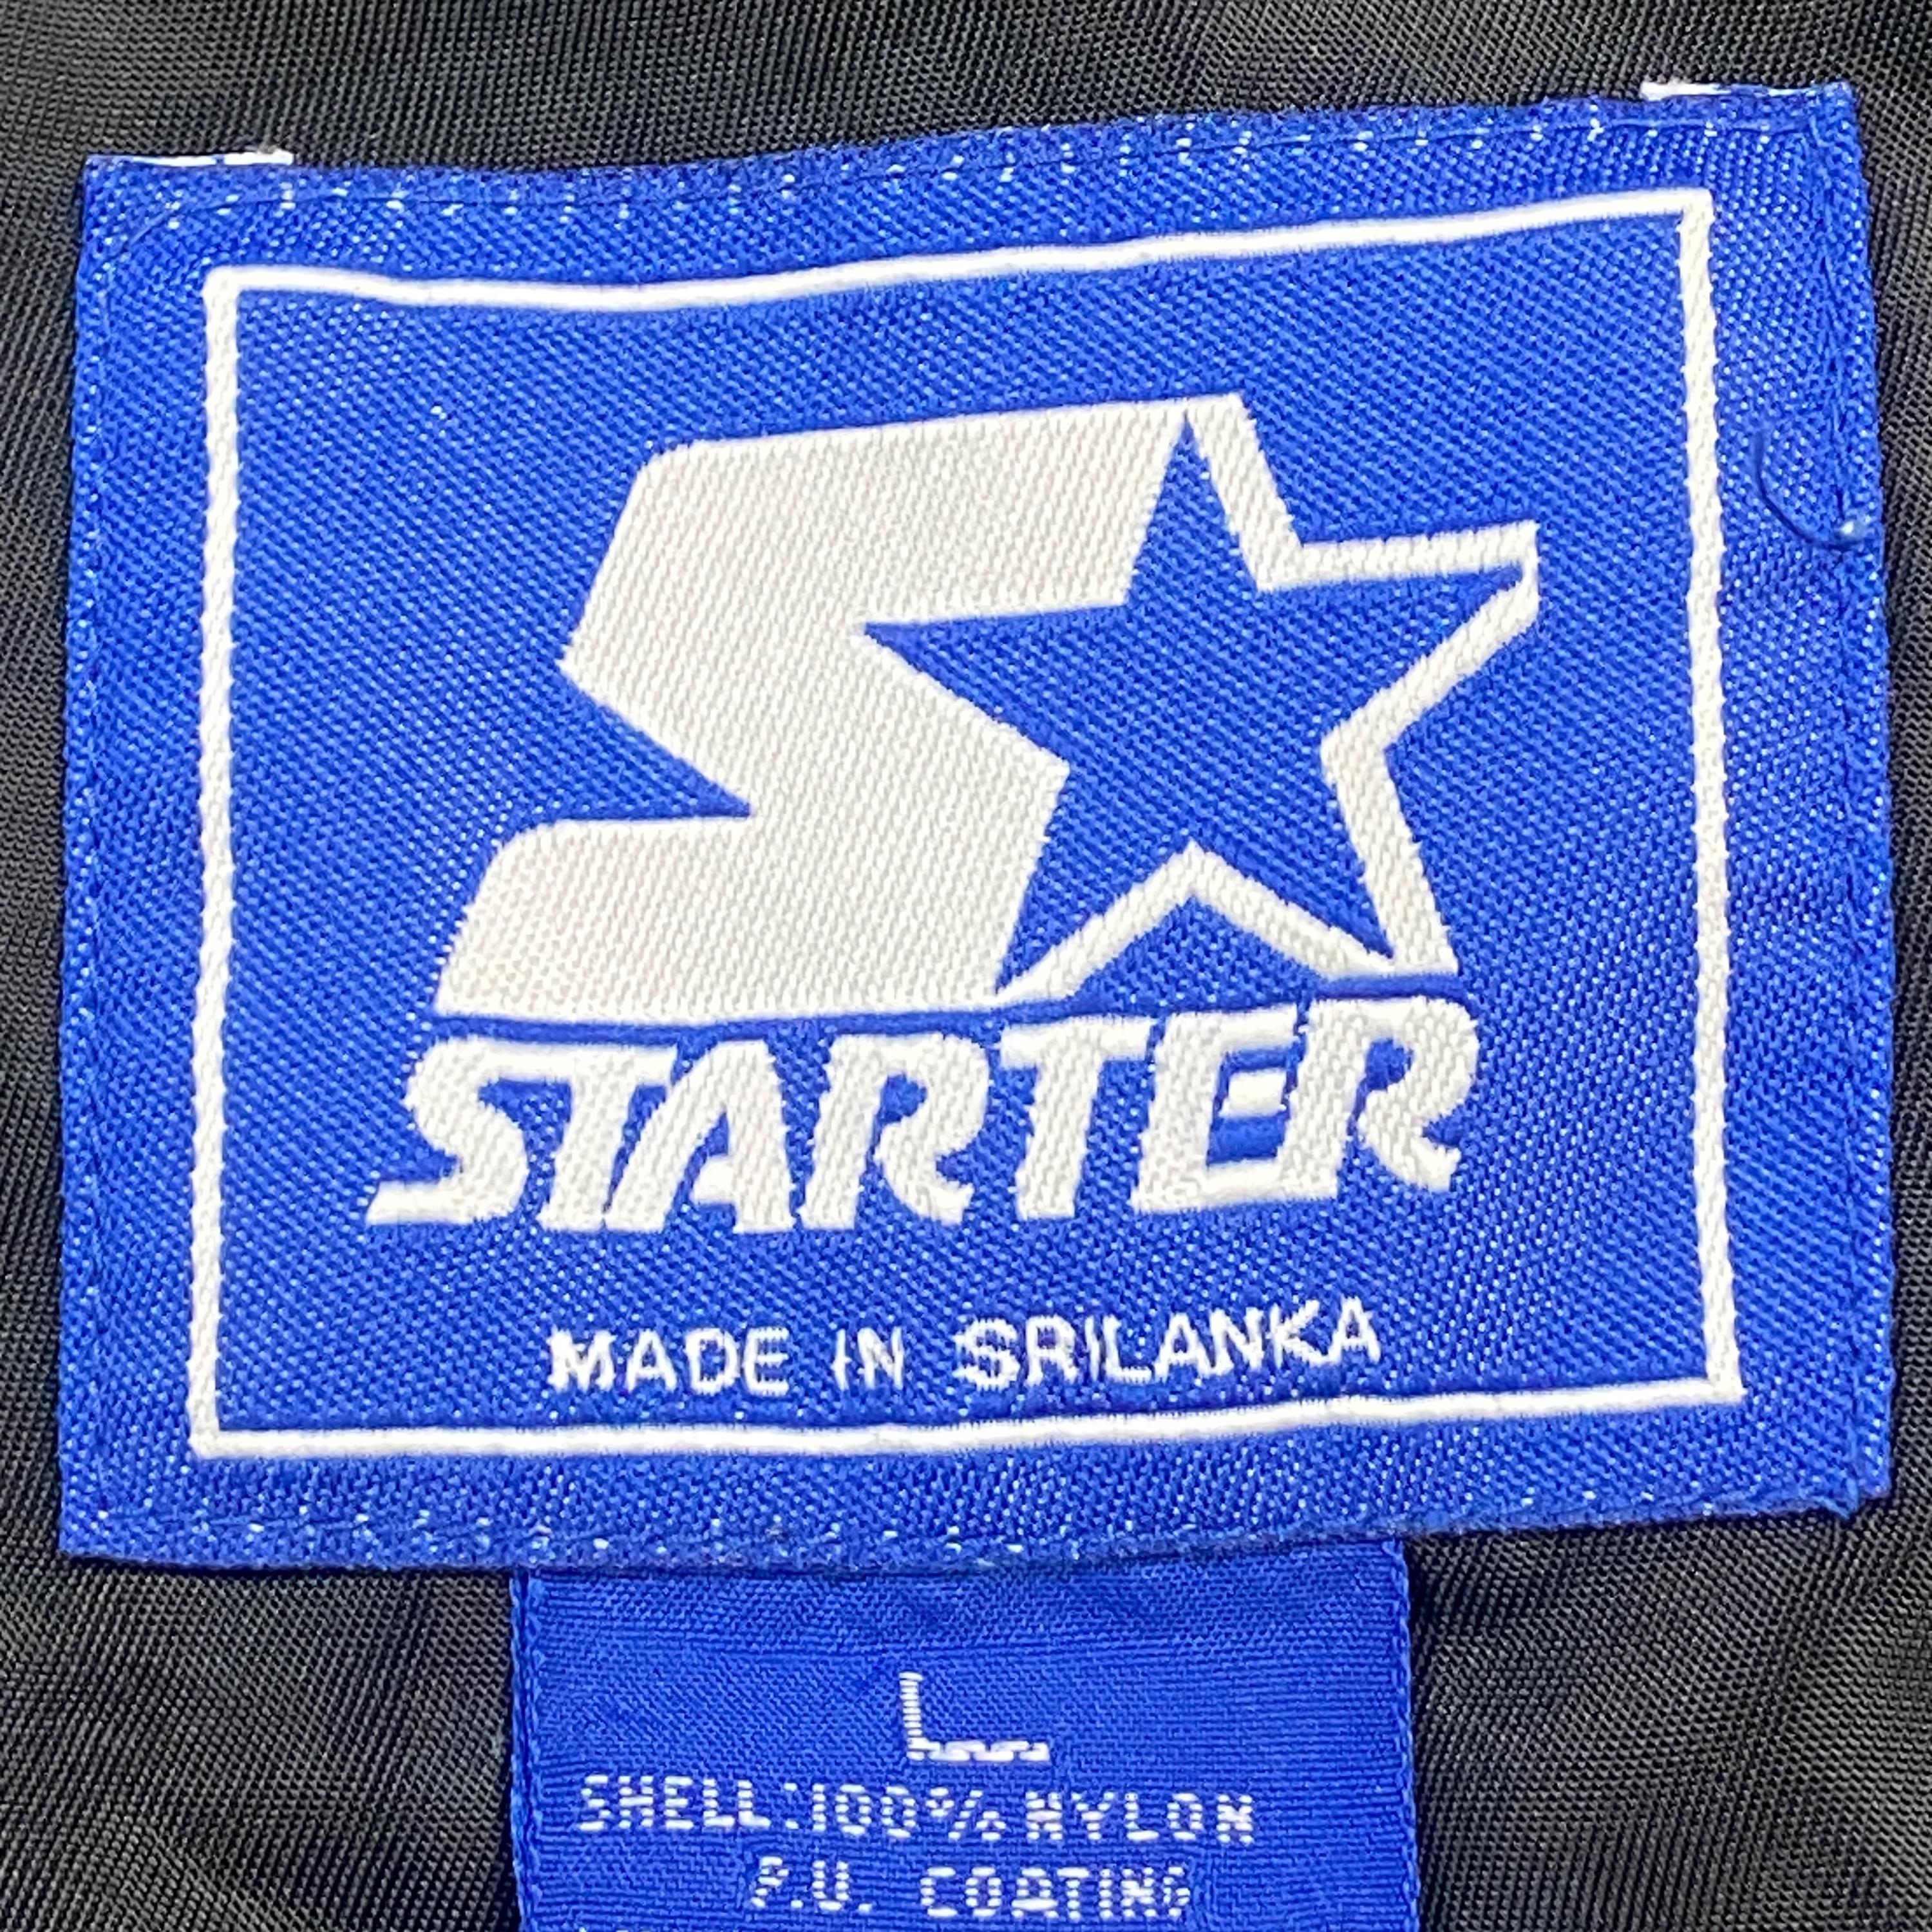 STARTER
MADE IN SRILANKA
L
SHELL:100% NYLON
P.U. COATING